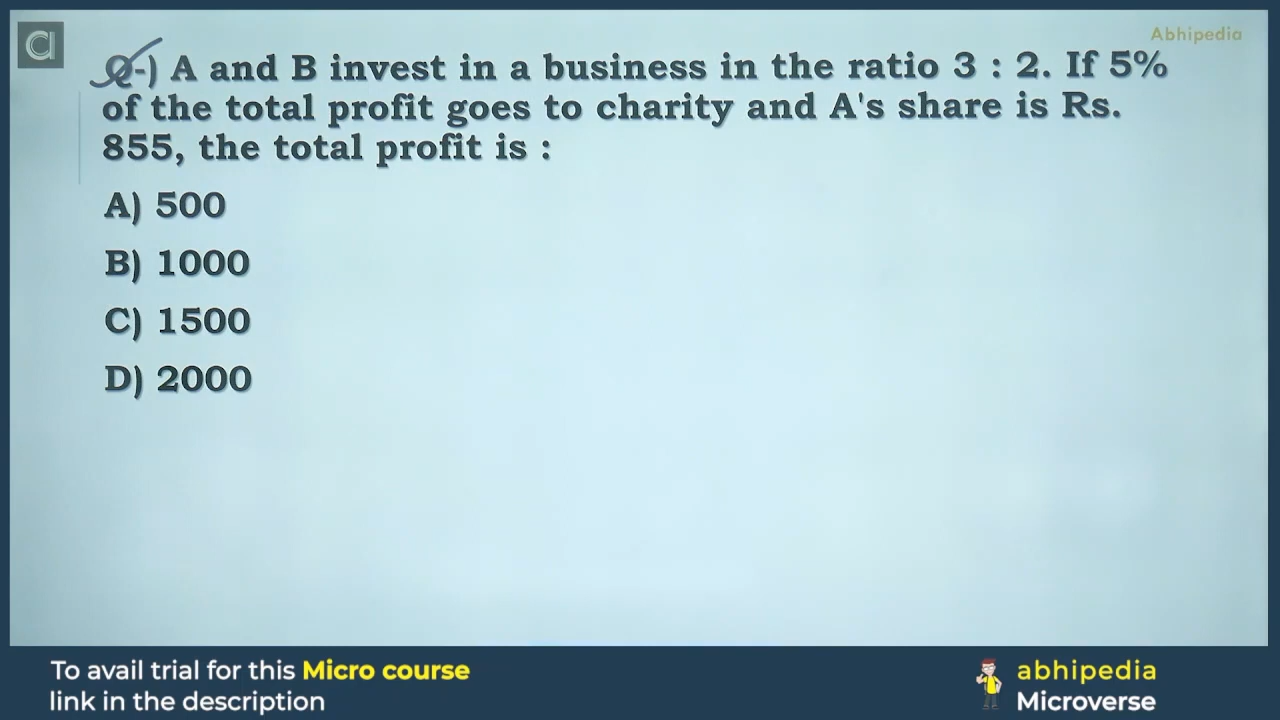 Abhipedia
Q-) A and B invest in a business in the ratio 3 : 2. If 5%
of the total profit goes to charity and A's share is Rs.
855, the total profit is :
A) 500
B) 1000
C) 1500
D) 2000
To avail trial for this Micro course
link in the description
abhipedia
Microverse